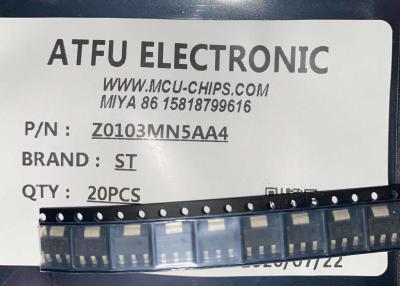 ATFU ELECTRONIC
WWW.MCU-CHIPS.COM
MIYA 86 15818799616
P/N : Z0103MN5AA4
BRAND : ST
QTY : 20PCS